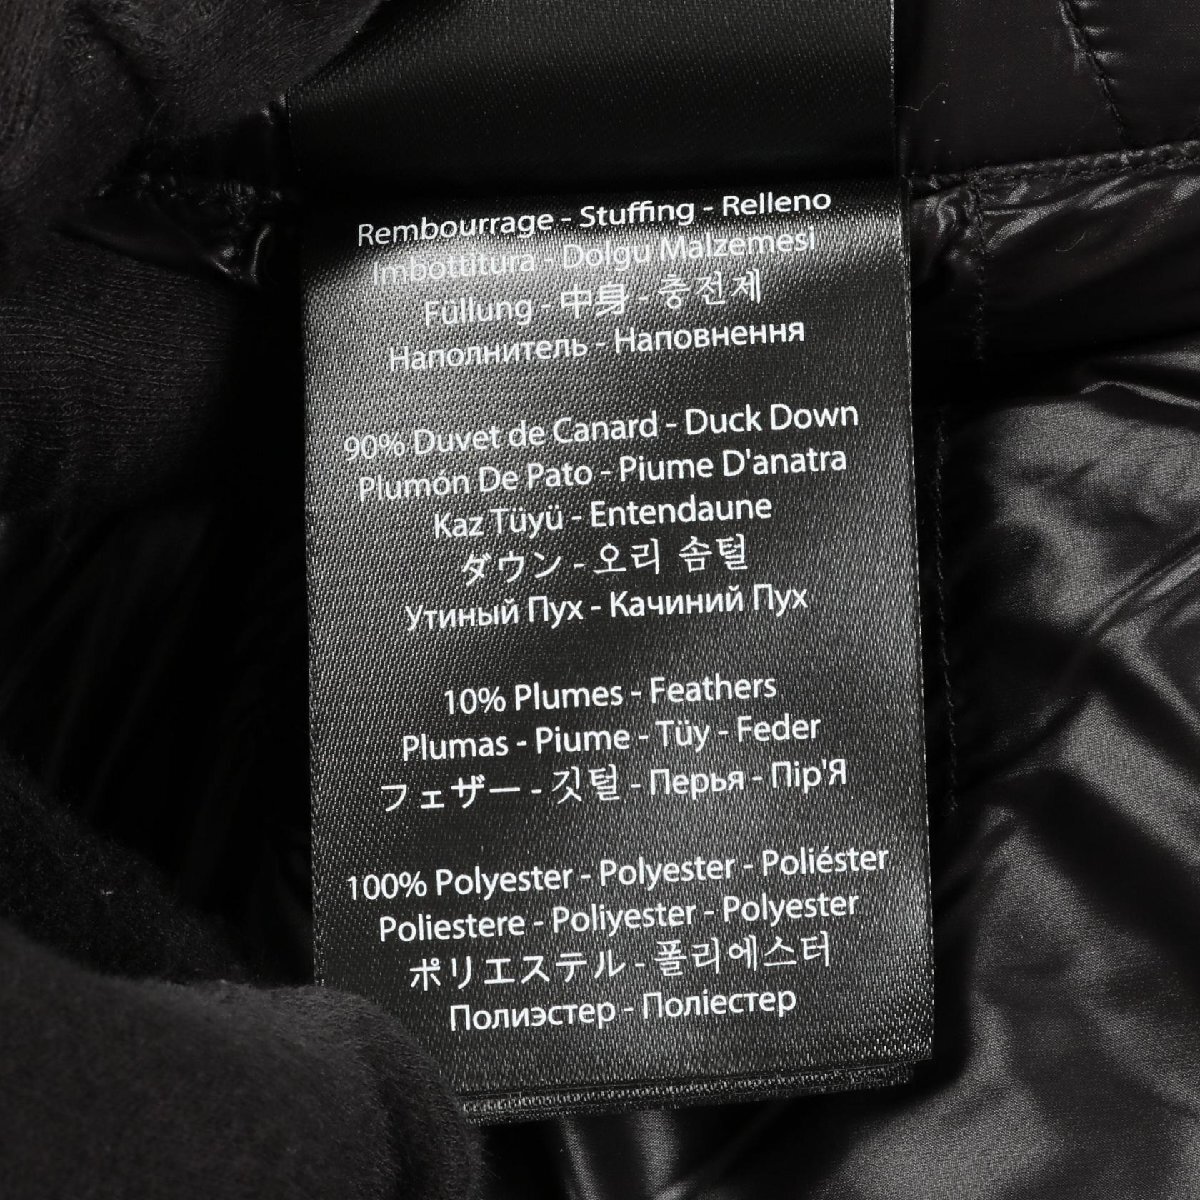 Rembourrage - Stuffing - Relleno
Imbottitura - Dolgu Malzemesi
Füllung - 中身 - 충전제
Наполнитель - Наповнення
90% Duvet de Canard - Duck Down
Plumón De Pato - Piume D'anatra
Kaz Tüyü - Entendaune
ダウン - 오리 솜털
Утиный Пух - Качиний Пух
10% Plumes - Feathers
Plumas - Piume - Tüy - Feder
フェザー - 깃털 - Перья - Пір'Я
100% Polyester - Polyester - Poliéster
Poliestere - Poliyester - Polyester
ポリエステル - 폴리에스터
Полиэстер - Поліестер